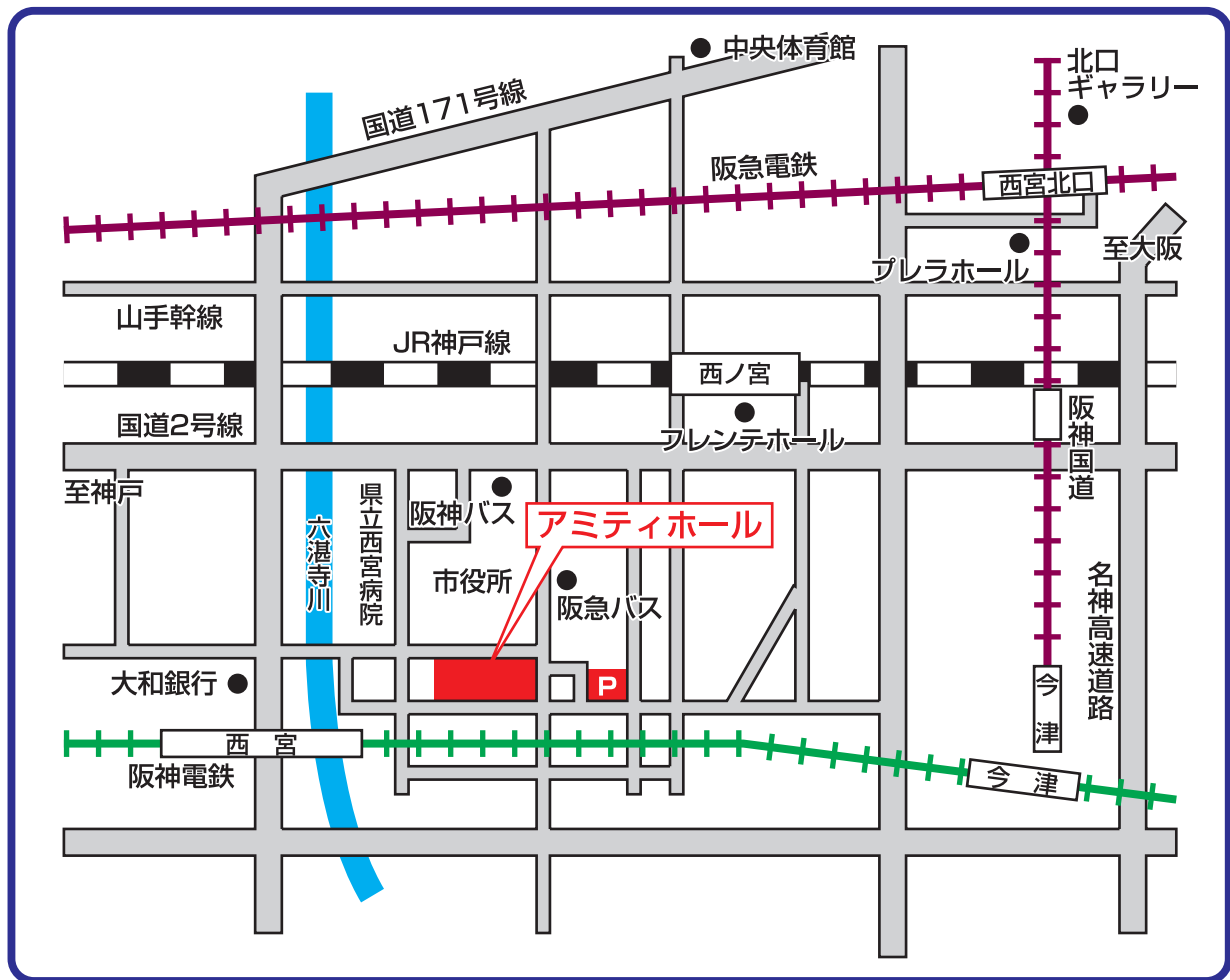 中央体育館
北口
ギャラリー
国道171号線
阪急電鉄
西宮北口
至大阪
プレラホール
山手幹線
JR神戸線
西ノ宮
阪神国道
国道2号線
フレンテホール
至神戸
県立西宮病院
阪神バス
アミティホール
六湛寺川
市役所
阪急バス
名神高速道路
大和銀行
P
今津
西宮
阪神電鉄
今津